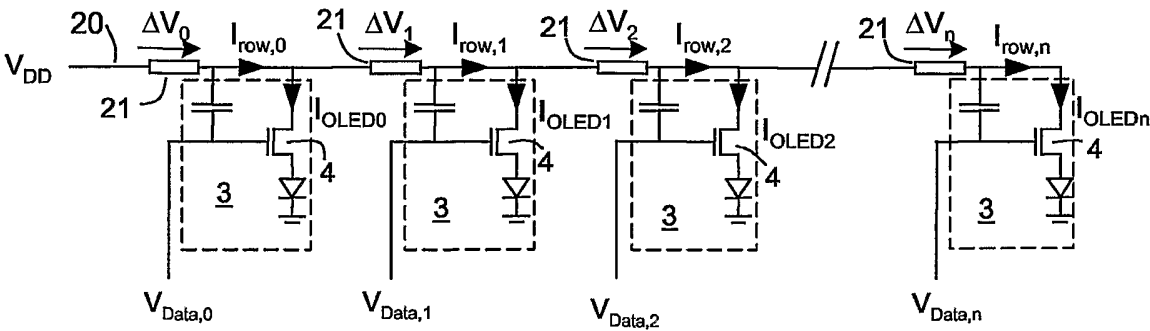 20 ΔV0 21 ΔV1 21 ΔV2 21 ΔVn
Irow,0 Irow,1 Irow,2 Irow,n
VDD
21
IOLED0 IOLED1 IOLED2 IOLEDn
4 4 4 4
3 3 3 3
VData,0 VData,1 VData,2 VData,n